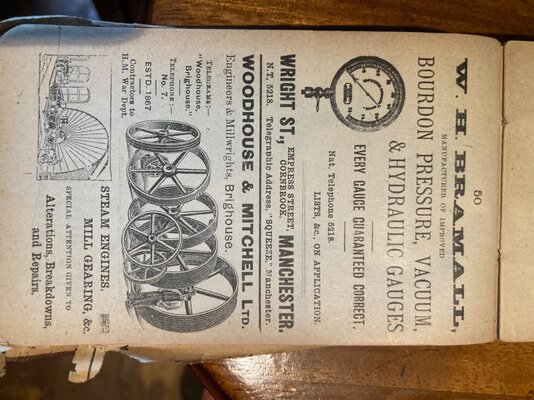 50
W. H. BRAMALL,
MANUFACTURER OF IMPROVED
BOURDON PRESSURE, VACUUM,
& HYDRAULIC GAUGES
EVERY GAUGE GUARANTEED CORRECT.
LISTS, &c., ON APPLICATION.
Nat. Telephone 5218.
WRIGHT ST., EMPRESS STREET, CORNBROOK, MANCHESTER.
N.T. 5218. Telegraphic Address, "SQUEEZE," Manchester.
WOODHOUSE & MITCHELL LTD.
Engineers & Millwrights, Brighouse.
TELEGRAMS:—
"Woodhouse,
Brighouse."
TELEPHONE:—
No. 7.
ESTD. 1867
Contractors to
H.M. War Dept.
STEAM ENGINES,
MILL GEARING, &c.
SPECIAL ATTENTION GIVEN TO
Alterations, Breakdowns,
and Repairs.